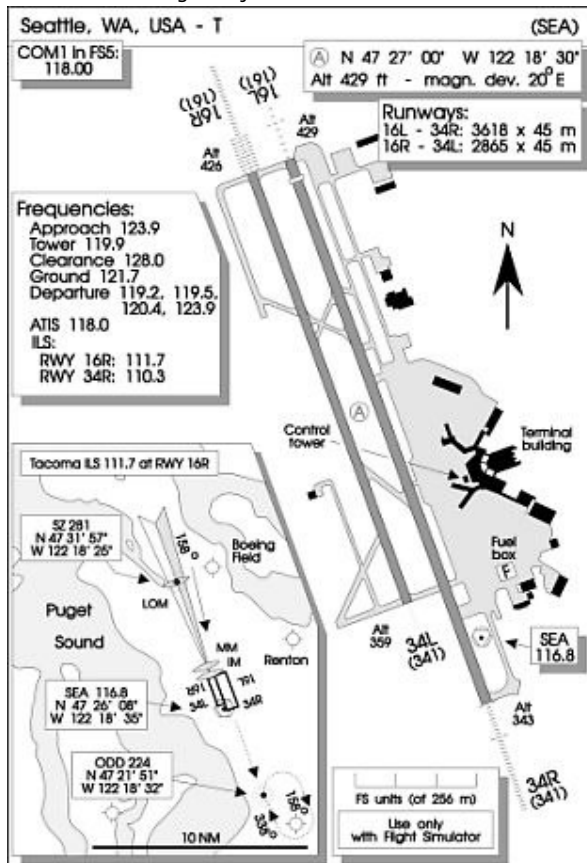 Seattle, WA, USA - T
(SEA)
COM1 in FS5:
118.00
A N 47 27' 00" W 122 18' 30"
Alt 429 ft - magn. dev. 20° E
Runways:
16L - 34R: 3618 x 45 m
16R - 34L: 2865 x 45 m
16R
(161)
16L
(161)
Alt
429
Alt
426
Frequencies:
Approach 123.9
Tower 119.9
Clearance 128.0
Ground 121.7
Departure 119.2, 119.5,
120.4, 123.9
ATIS 118.0
ILS:
RWY 16R: 111.7
RWY 34R: 110.3
N
A
Control
tower
Terminal
building
Fuel
box
F
SEA
116.8
Alt
359
34L
(341)
Alt
343
34R
(341)
Tacoma ILS 111.7 at RWY 16R
SZ 281
N 47 31' 57"
W 122 18' 25"
158°
Boeing
Field
LOM
Puget
Sound
MM
IM
Renton
16R
16L
34L
34R
SEA 116.8
N 47 26' 08"
W 122 18' 35"
ODD 224
N 47 21' 51"
W 122 18' 32"
158°
338°
10 NM
FS units (of 256 m)
Use only
with Flight Simulator